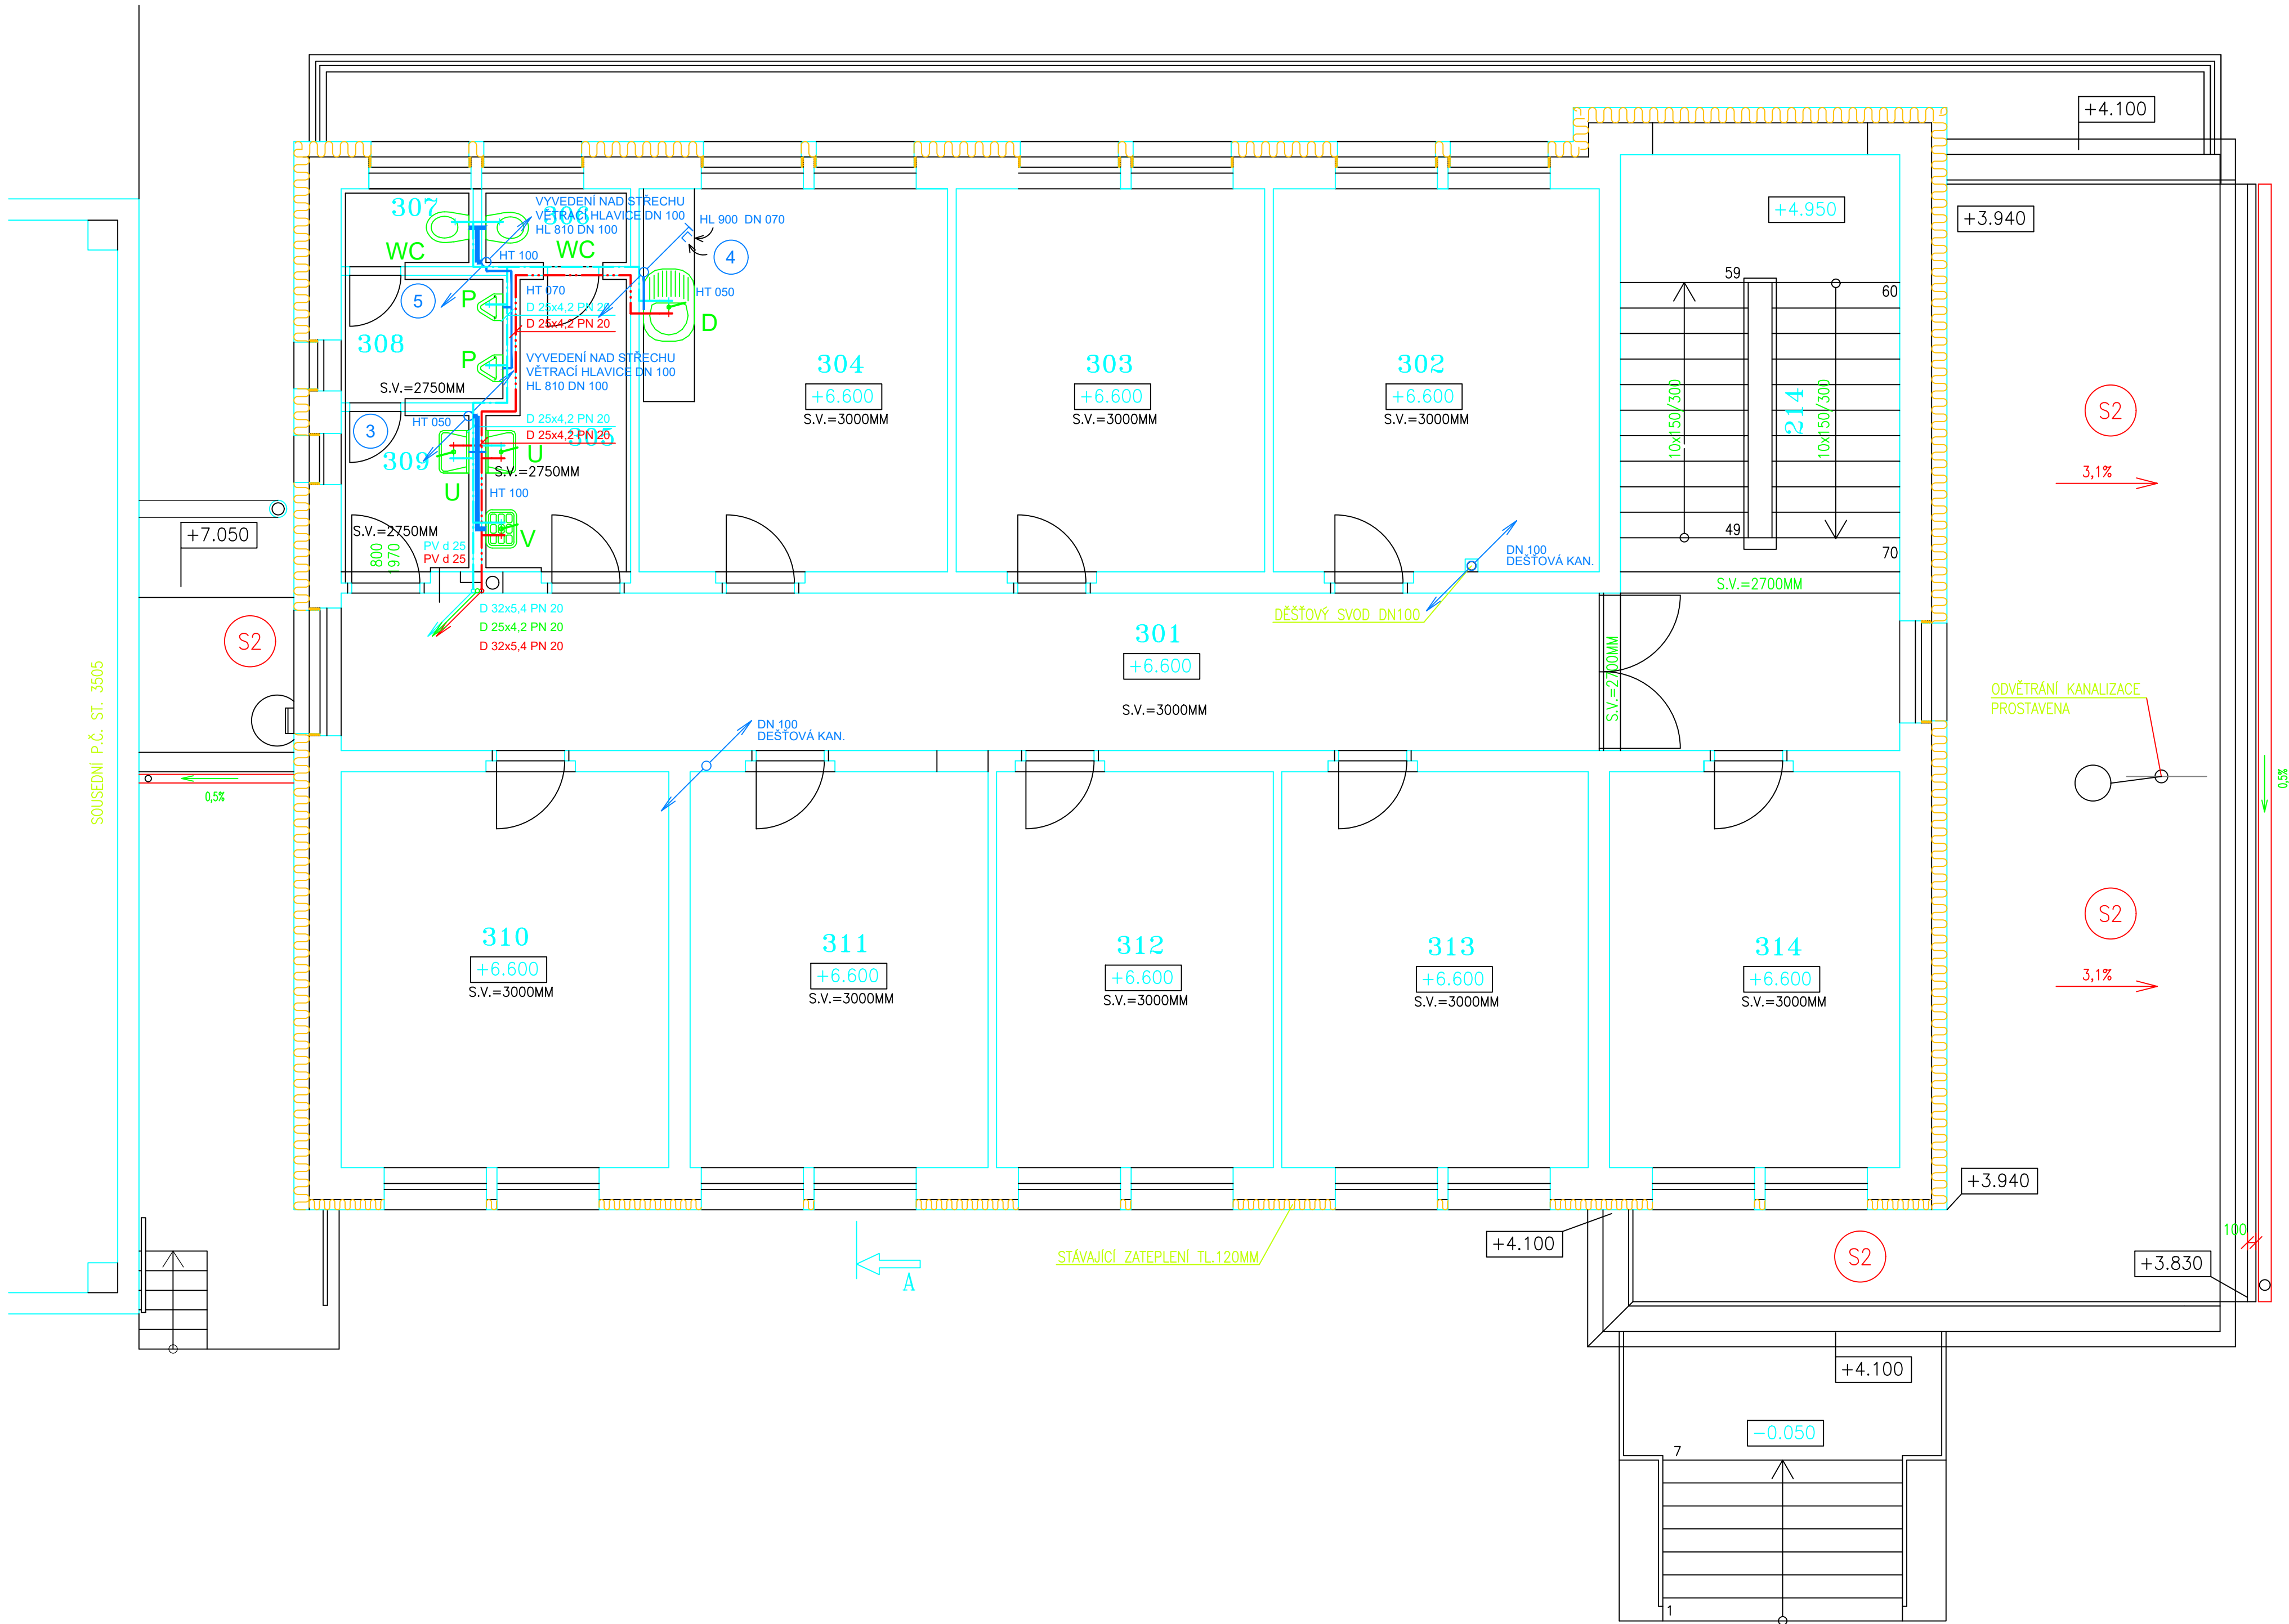 +4.100
+4.950
+3.940
307
306
VYVEDENÍ NAD STŘECHU
VĚTRACÍ HLAVICE DN 100
HL 810 DN 100
HL 900 DN 070
WC
WC
HT 100
4
5
P
HT 070
D 25x4,2 PN 20
D 25x4,2 PN 20
HT 050
D
59
60
308
P
VYVEDENÍ NAD STŘECHU
VĚTRACÍ HLAVICE DN 100
HL 810 DN 100
S.V.=2750MM
304
+6.600
S.V.=3000MM
303
+6.600
S.V.=3000MM
302
+6.600
S.V.=3000MM
10x150/300
214
10x150/300
S2
3,1%
3
HT 050
D 25x4,2 PN 20
D 25x4,2 PN 20
305
309
U
U
S.V.=2750MM
HT 100
V
S.V.=2750MM
800
1970
PV d 25
PV d 25
+7.050
49
70
DN 100
DEŠŤOVÁ KAN.
S.V.=2700MM
D 32x5,4 PN 20
D 25x4,2 PN 20
D 32x5,4 PN 20
DĚŠŤOVÝ SVOD DN100
S2
301
+6.600
S.V.=3000MM
S.V.=2700MM
SOUSEDNÍ P.Č. ST. 3505
DN 100
DEŠŤOVÁ KAN.
ODVĚTRÁNÍ KANALIZACE
PROSTAVENA
0,5%
0,5%
310
+6.600
S.V.=3000MM
311
+6.600
S.V.=3000MM
312
+6.600
S.V.=3000MM
313
+6.600
S.V.=3000MM
314
+6.600
S.V.=3000MM
S2
3,1%
+3.940
+4.100
STÁVAJÍCÍ ZATEPLENÍ TL.120MM
A
S2
100
+3.830
+4.100
-0.050
7
1